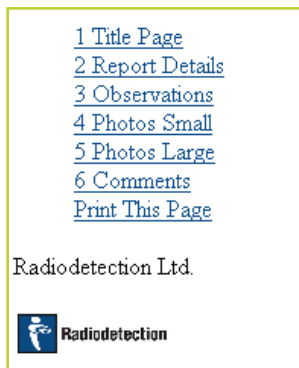 1 Title Page
2 Report Details
3 Observations
4 Photos Small
5 Photos Large
6 Comments
Print This Page
Radiodetection Ltd.
Radiodetection